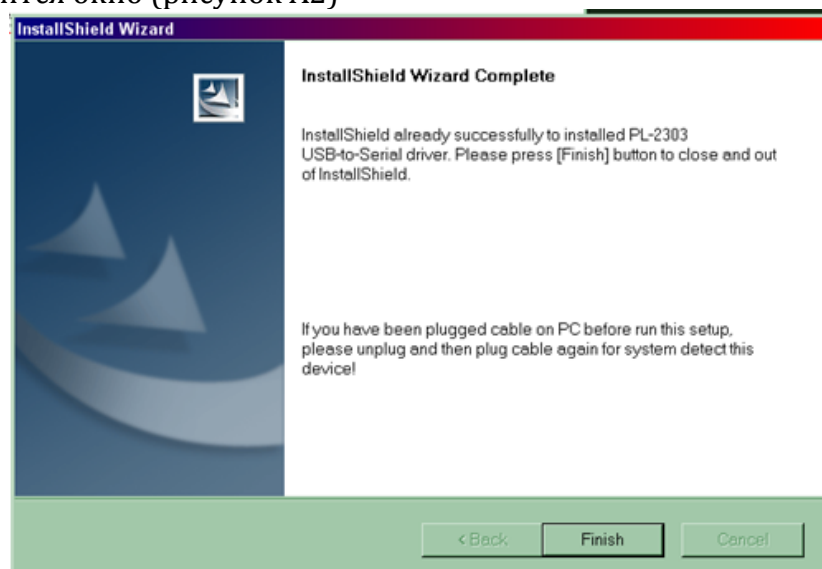 окно (рисунок
InstallShield Wizard
InstallShield Wizard Complete
InstallShield already successfully to installed PL-2303
USB-to-Serial driver. Please press [Finish] button to close and out
of InstallShield.
If you have been plugged cable on PC before run this setup,
please unplug and then plug cable again for system detect this
device!
< Back
Finish
Cancel